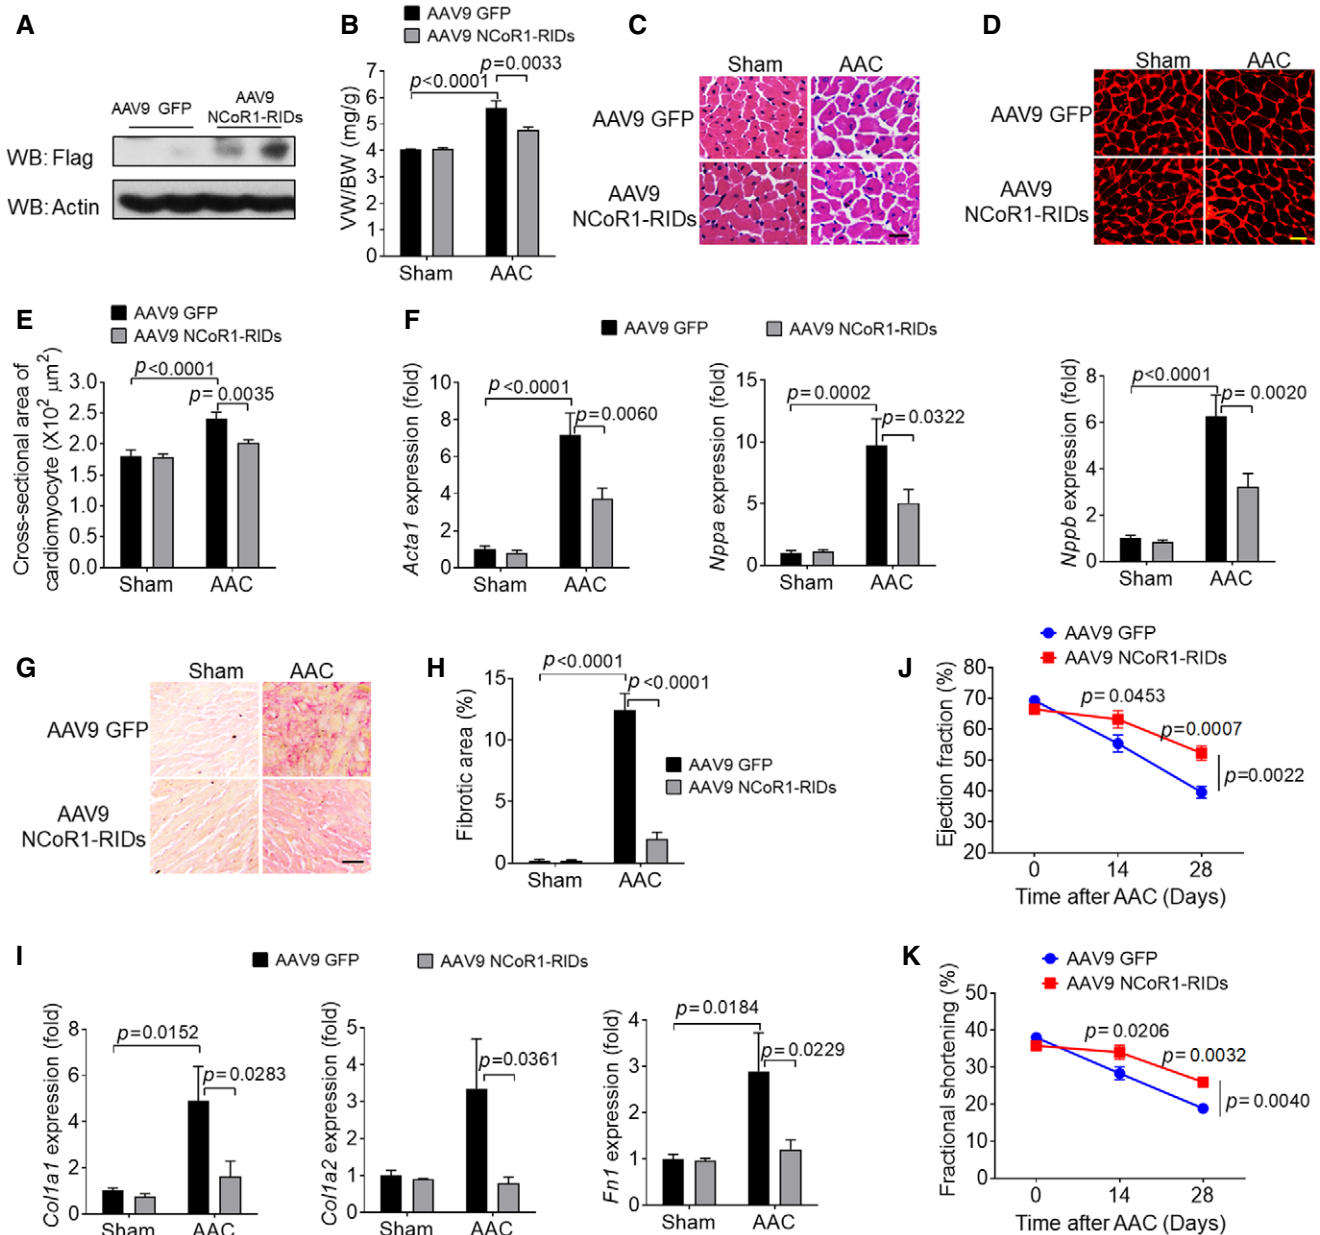 A
AAV9 GFP
AAV9
NCoR1-RIDs
WB: Flag
WB: Actin
B
AAV9 GFP
AAV9 NCoR1-RIDs
VW/BW (mg/g)
7
6
5
4
3
2
1
0
p<0.0001
p=0.0033
Sham
AAC
C
Sham
AAC
AAV9 GFP
AAV9
NCoR1-RIDs
D
Sham
AAC
AAV9 GFP
AAV9
NCoR1-RIDs
E
AAV9 GFP
AAV9 NCoR1-RIDs
Cross-sectional area of
cardiomyocyte (X10² μm²)
3.0
2.5
2.0
1.5
1.0
0.5
0.0
p<0.0001
p=0.0035
Sham
AAC
F
AAV9 GFP
AAV9 NCoR1-RIDs
Acta1 expression (fold)
10
8
6
4
2
0
p<0.0001
p=0.0060
Sham
AAC
Nppa expression (fold)
15
10
5
0
p=0.0002
p=0.0322
Sham
AAC
Nppb expression (fold)
8
6
4
2
0
p<0.0001
p=0.0020
Sham
AAC
G
Sham
AAC
AAV9 GFP
AAV9
NCoR1-RIDs
H
Fibrotic area (%)
15
10
5
0
p<0.0001
p<0.0001
AAV9 GFP
AAV9 NCoR1-RIDs
Sham
AAC
J
AAV9 GFP
AAV9 NCoR1-RIDs
Ejection fraction (%)
80
70
60
50
40
30
20
p=0.0453
p=0.0007
p=0.0022
0
14
28
Time after AAC (Days)
I
AAV9 GFP
AAV9 NCoR1-RIDs
Col1a1 expression (fold)
8
6
4
2
0
p=0.0152
p=0.0283
Sham
AAC
Col1a2 expression (fold)
5
4
3
2
1
0
p=0.0361
Sham
AAC
Fn1 expression (fold)
4
3
2
1
0
p=0.0184
p=0.0229
Sham
AAC
K
AAV9 GFP
AAV9 NCoR1-RIDs
Fractional shortening (%)
50
40
30
20
10
0
p=0.0206
p=0.0032
p=0.0040
0
14
28
Time after AAC (Days)